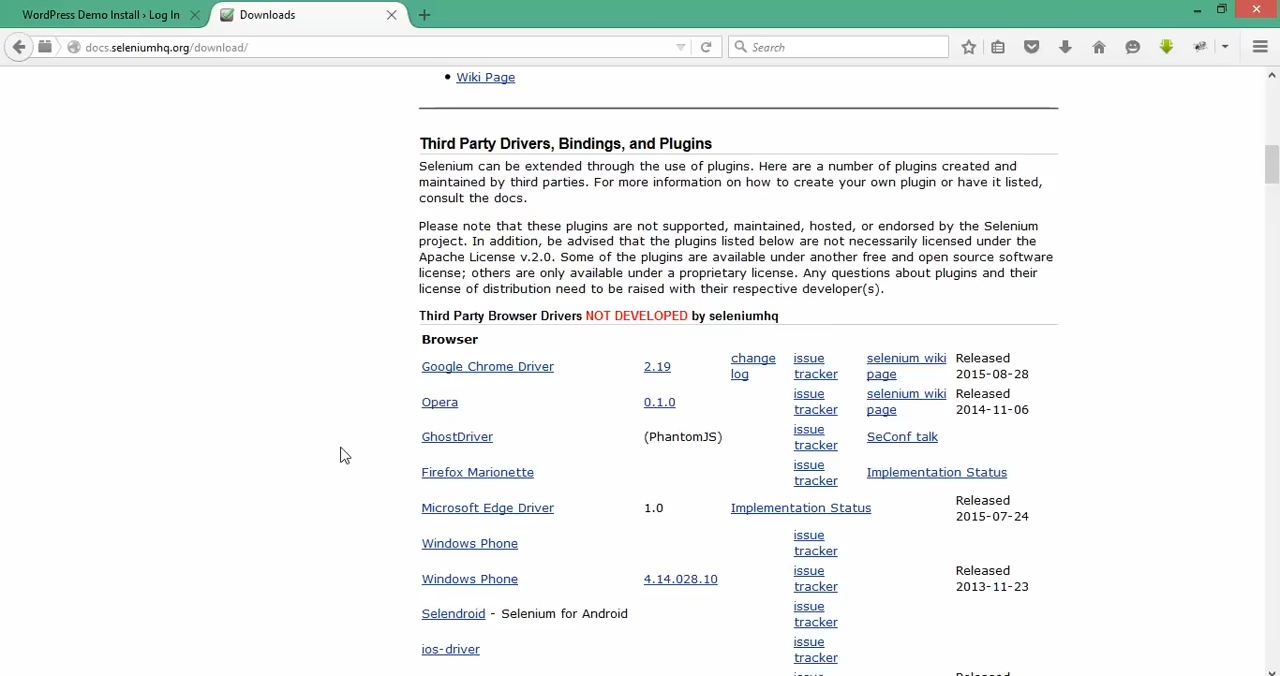 WordPress Demo Install › Log In
Downloads
docs.seleniumhq.org/download/
Search
Wiki Page
Third Party Drivers, Bindings, and Plugins
Selenium can be extended through the use of plugins. Here are a number of plugins created and
maintained by third parties. For more information on how to create your own plugin or have it listed,
consult the docs.
Please note that these plugins are not supported, maintained, hosted, or endorsed by the Selenium
project. In addition, be advised that the plugins listed below are not necessarily licensed under the
Apache License v.2.0. Some of the plugins are available under another free and open source software
license; others are only available under a proprietary license. Any questions about plugins and their
license of distribution need to be raised with their respective developer(s).
Third Party Browser Drivers NOT DEVELOPED by seleniumhq
Browser
Google Chrome Driver 2.19 change log issue tracker selenium wiki page Released 2015-08-28
Opera 0.1.0 issue tracker selenium wiki page Released 2014-11-06
GhostDriver (PhantomJS) issue tracker SeConf talk
Firefox Marionette issue tracker Implementation Status
Microsoft Edge Driver 1.0 Implementation Status Released 2015-07-24
Windows Phone issue tracker
Windows Phone 4.14.028.10 issue tracker Released 2013-11-23
Selendroid - Selenium for Android issue tracker
ios-driver issue tracker